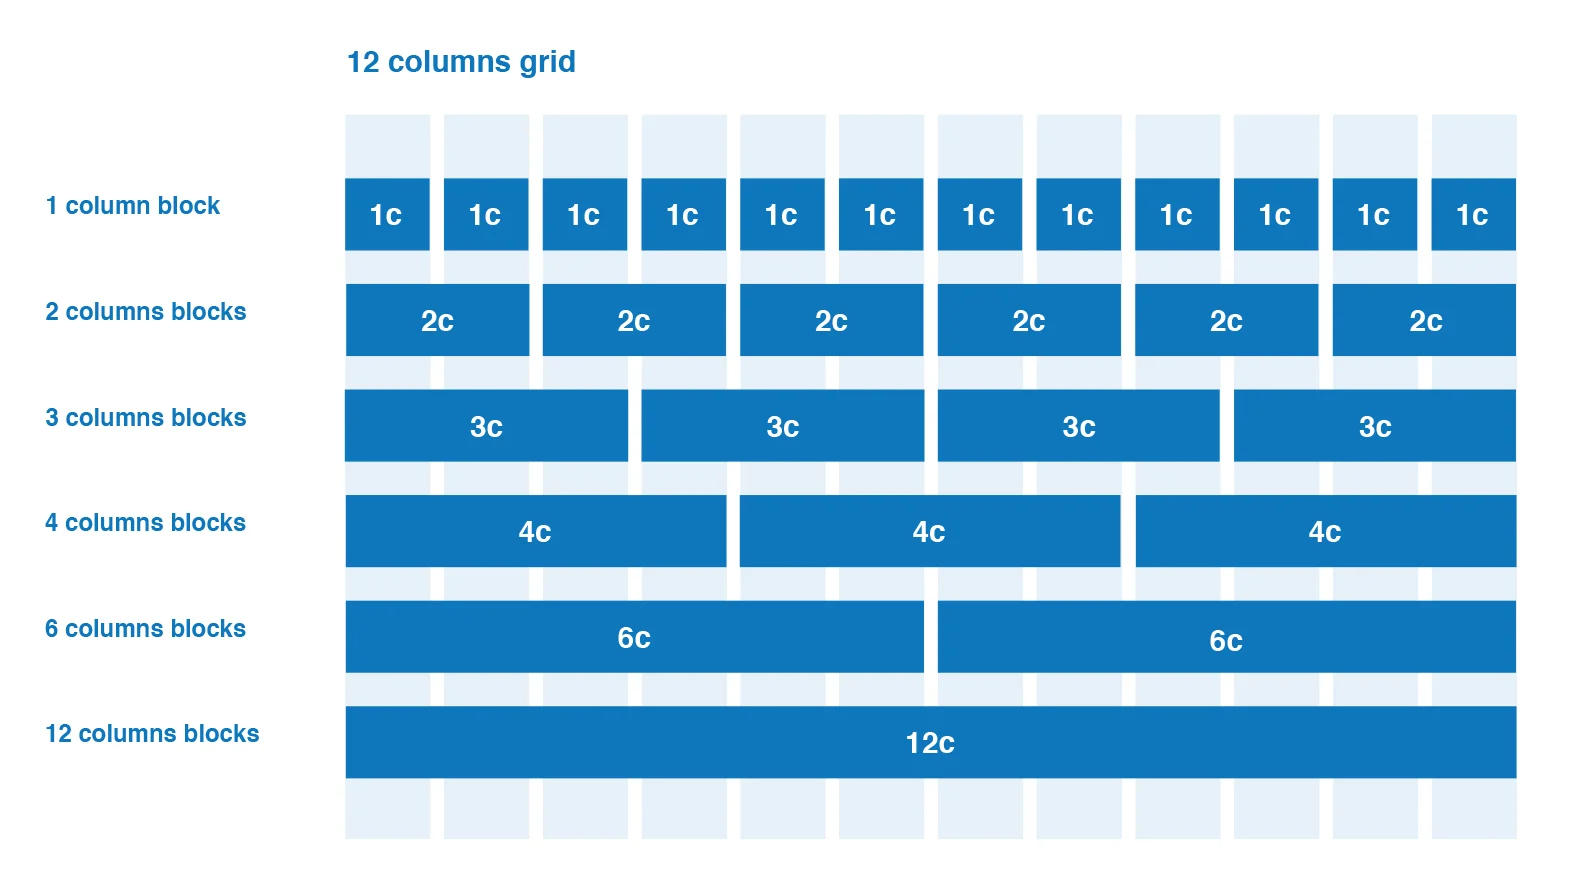 12 columns grid
1 column block
1c 1c 1c 1c 1c 1c 1c 1c 1c 1c 1c 1c
2 columns blocks
2c 2c 2c 2c 2c 2c
3 columns blocks
3c 3c 3c 3c
4 columns blocks
4c 4c 4c
6 columns blocks
6c 6c
12 columns blocks
12c